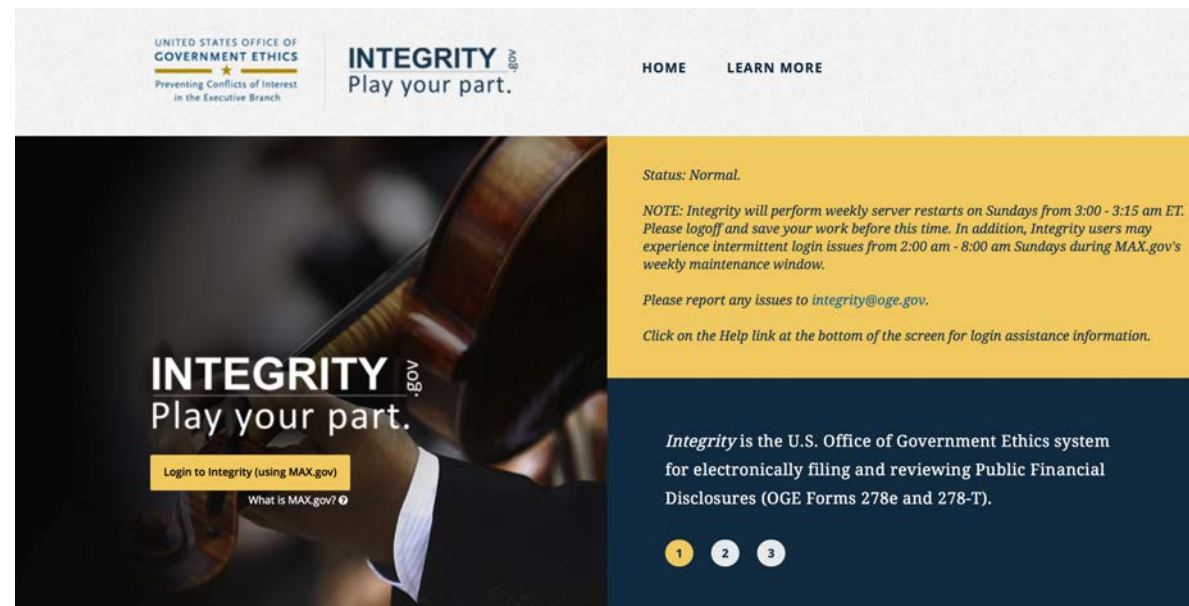 UNITED STATES OFFICE OF
GOVERNMENT ETHICS
Preventing Conflicts of Interest
in the Executive Branch
INTEGRITY .gov
Play your part.
HOME LEARN MORE
Status: Normal.
NOTE: Integrity will perform weekly server restarts on Sundays from 3:00 - 3:15 am ET.
Please logoff and save your work before this time. In addition, Integrity users may
experience intermittent login issues from 2:00 am - 8:00 am Sundays during MAX.gov's
weekly maintenance window.
Please report any issues to integrity@oge.gov.
Click on the Help link at the bottom of the screen for login assistance information.
INTEGRITY .gov
Play your part.
Login to Integrity (using MAX.gov)
What is MAX.gov? ?
Integrity is the U.S. Office of Government Ethics system
for electronically filing and reviewing Public Financial
Disclosures (OGE Forms 278e and 278-T).
1 2 3